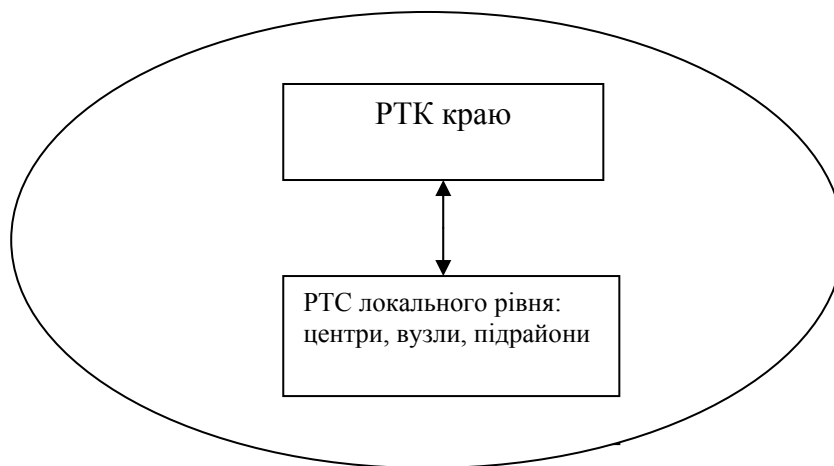 РТК краю
РТС локального рівня:
центри, вузли, підрайони